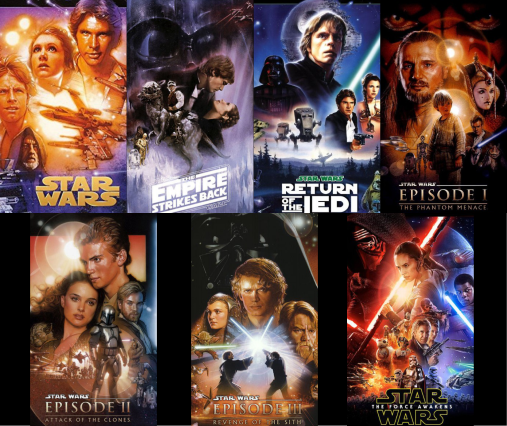 STAR
WARS
THE
EMPIRE
STRIKES BACK
STAR WARS
RETURN
OF THE JEDI
STAR WARS
EPISODE I
THE PHANTOM MENACE
STAR WARS
EPISODE II
ATTACK OF THE CLONES
STAR WARS
EPISODE III
REVENGE OF THE SITH
STAR
THE FORCE AWAKENS
WARS